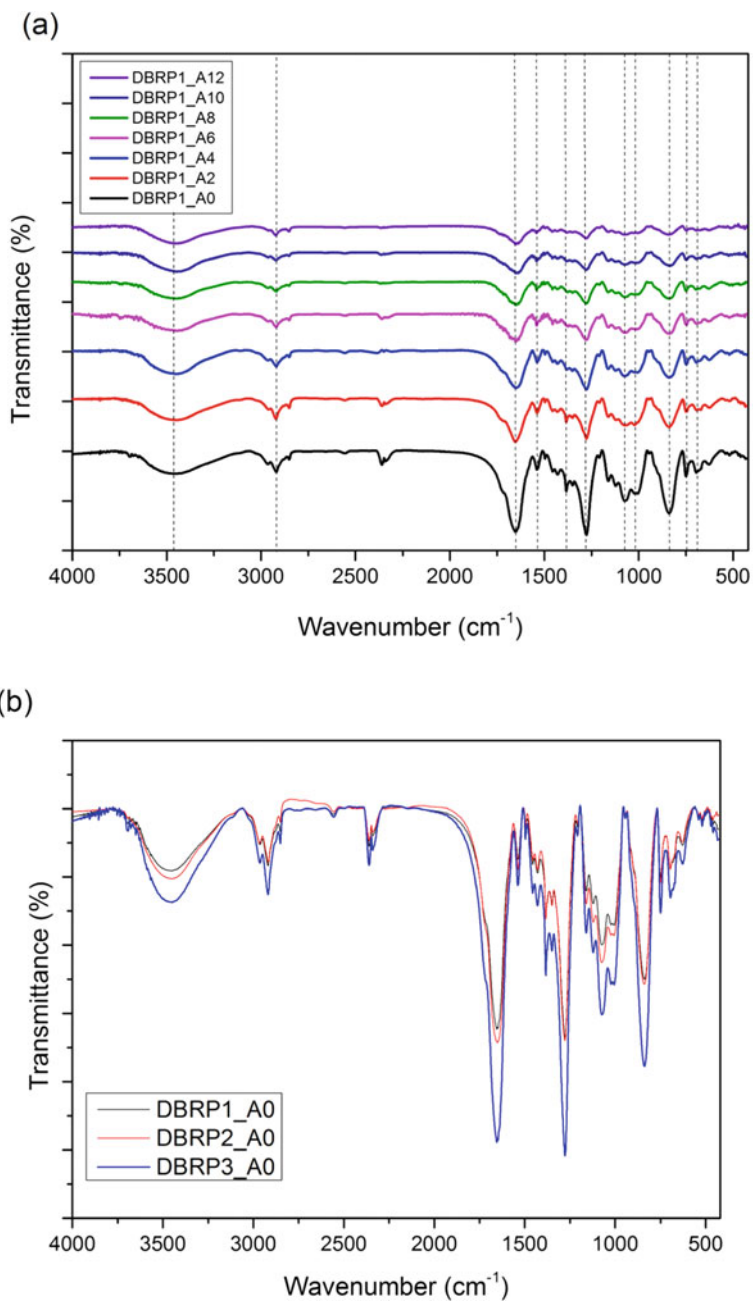 (a)
DBRP1_A12
DBRP1_A10
DBRP1_A8
DBRP1_A6
DBRP1_A4
DBRP1_A2
DBRP1_A0
Transmittance (%)
4000 3500 3000 2500 2000 1500 1000 500
Wavenumber (cm⁻¹)
(b)
Transmittance (%)
DBRP1_A0
DBRP2_A0
DBRP3_A0
4000 3500 3000 2500 2000 1500 1000 500
Wavenumber (cm⁻¹)